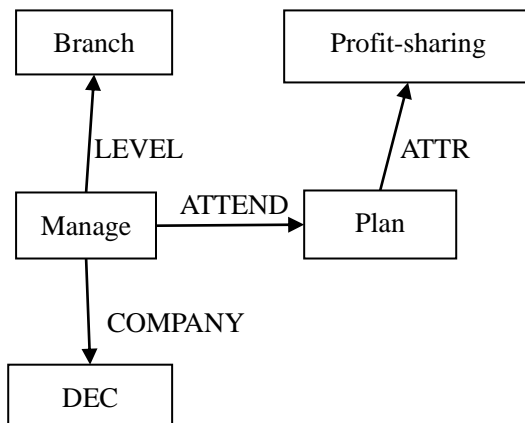 Branch
Profit-sharing
LEVEL
ATTR
Manage
ATTEND
Plan
COMPANY
DEC